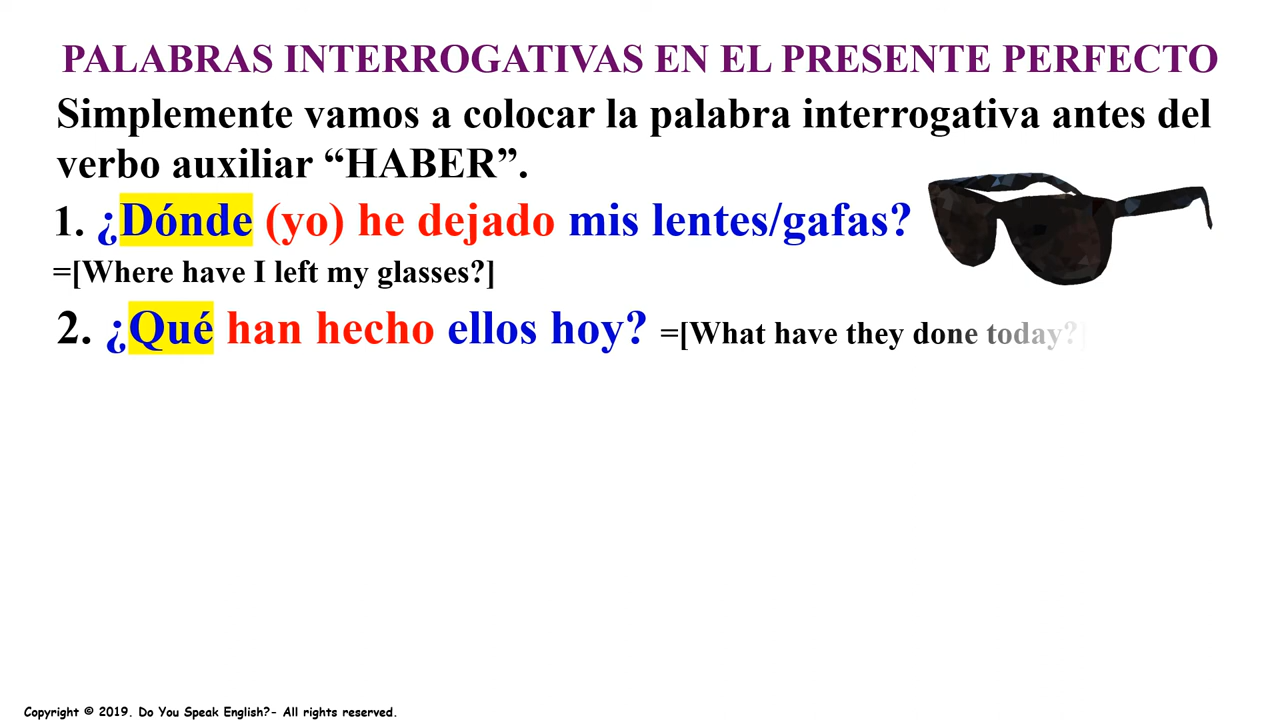 PALABRAS INTERROGATIVAS EN EL PRESENTE PERFECTO
Simplemente vamos a colocar la palabra interrogativa antes del
verbo auxiliar “HABER”.
1. ¿Dónde (yo) he dejado mis lentes/gafas?
=[Where have I left my glasses?]
2. ¿Qué han hecho ellos hoy? =[What have they done today?]
Copyright © 2019. Do You Speak English?- All rights reserved.